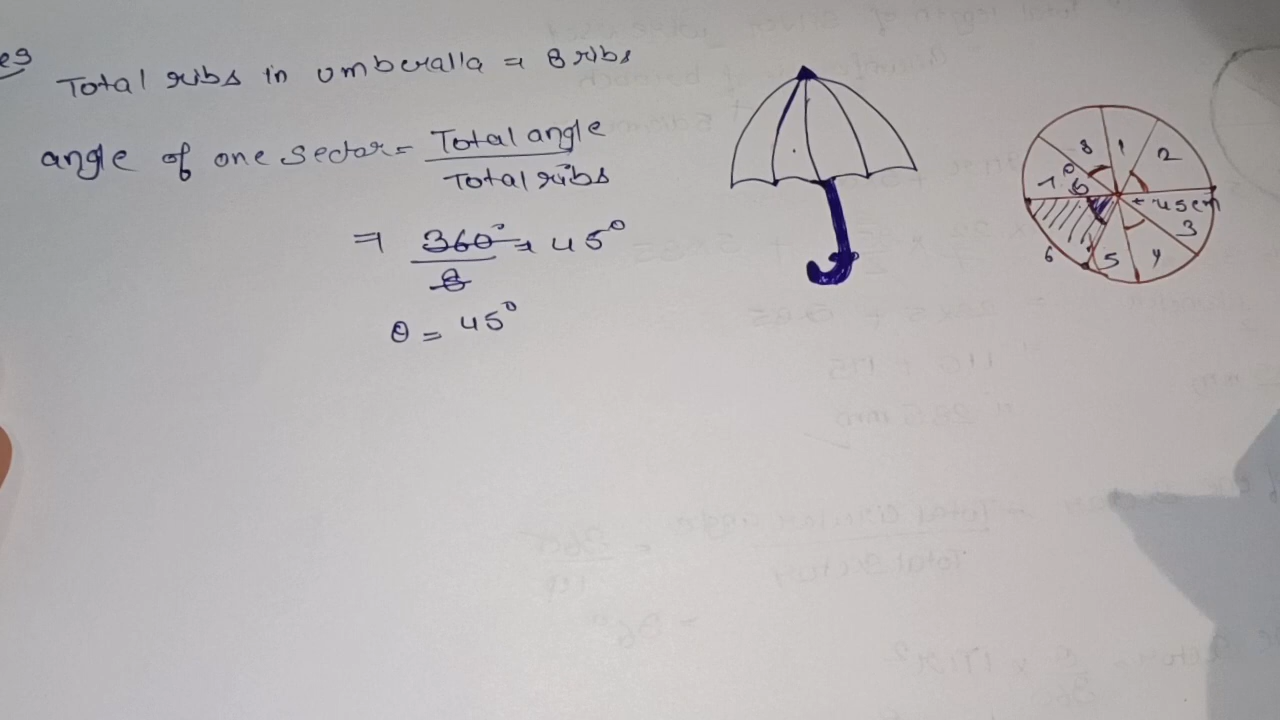 Total ribs in umberalla = 8 ribs
angle of one sector = Total angle
Total ribs
⇒ 360° = 45°
8
θ = 45°
8 1 2
7
45 cm
3
6 5 4